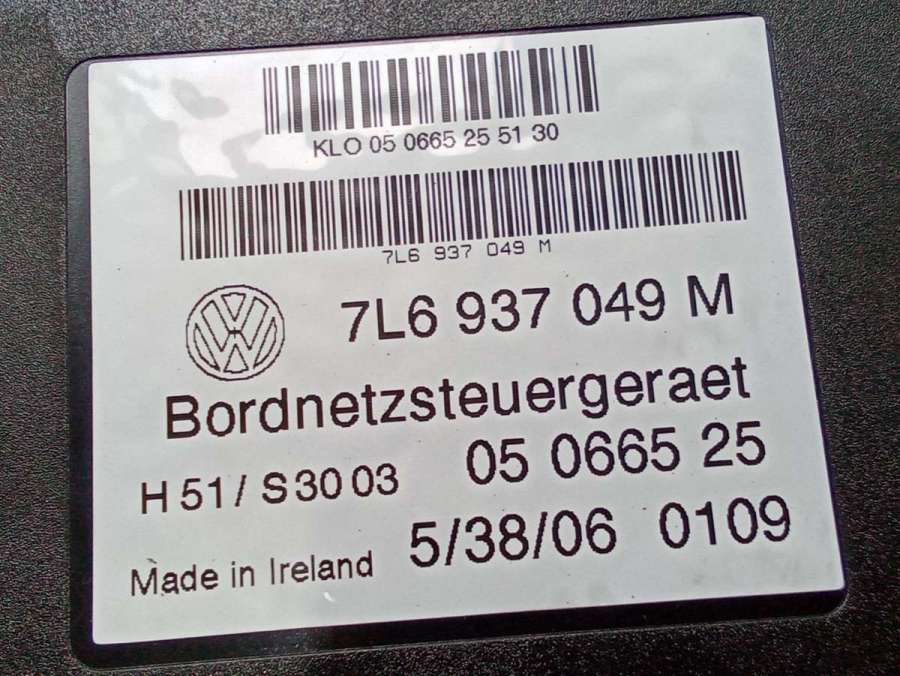 KLO 05 0665 25 51 30
7L6 937 049 M
7L6 937 049 M
Bordnetzsteuergeraet
H 51 / S 30 03 05 0665 25
Made in Ireland 5/38/06 0109